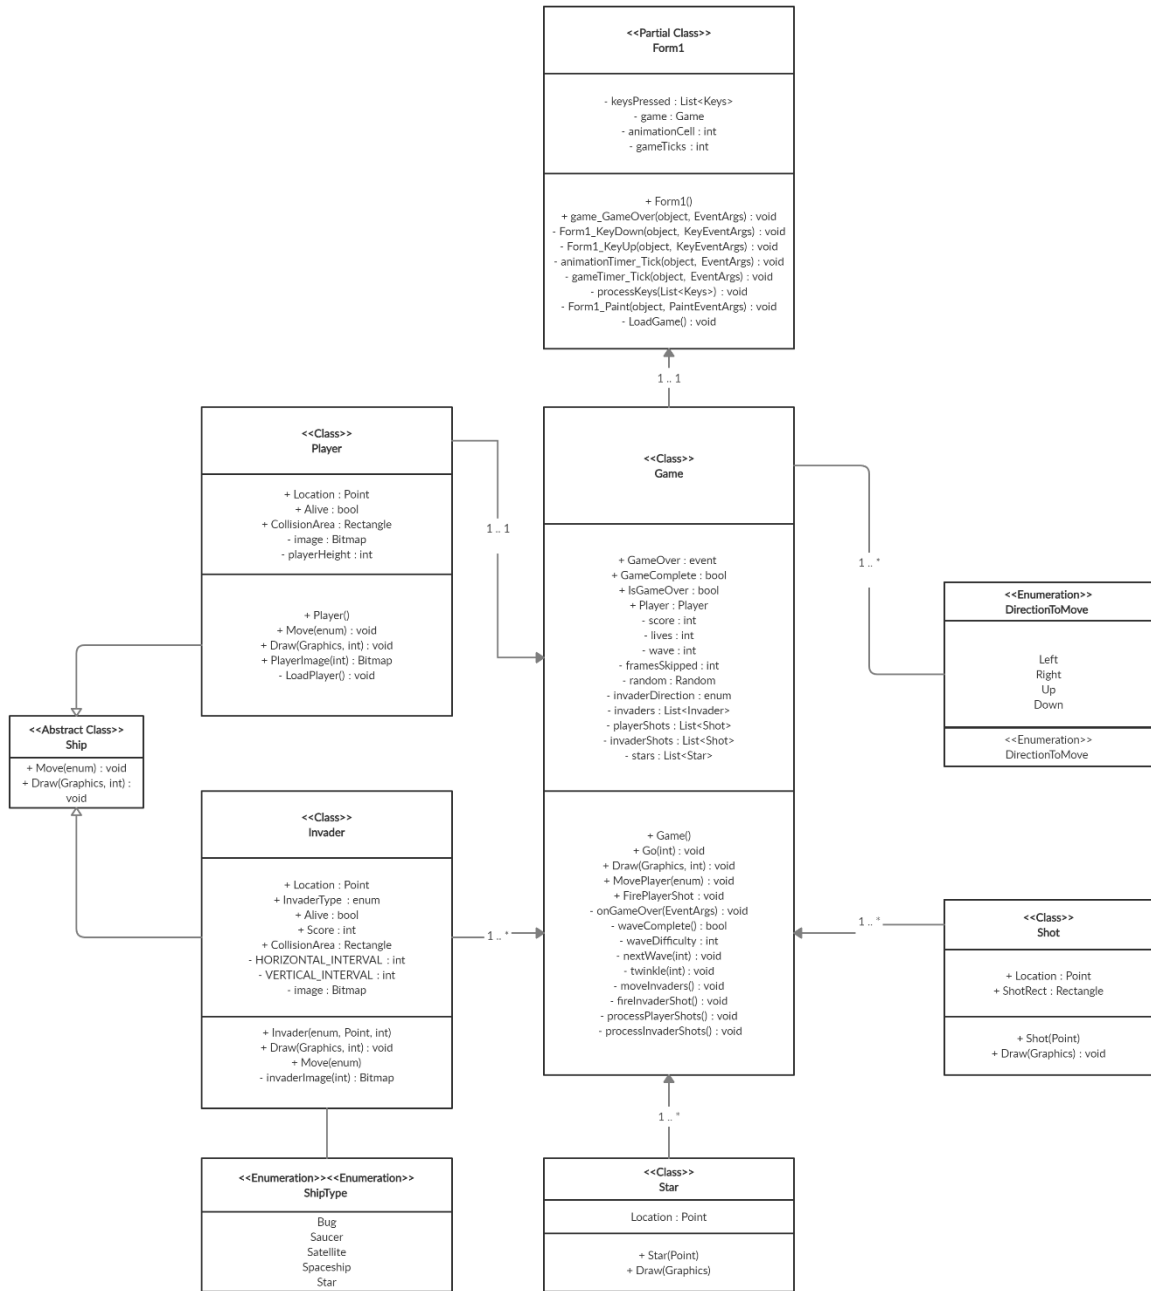 <<Partial Class>>
Form1
- keysPressed : List<Keys>
- game : Game
- animationCell : int
- gameTicks : int
+ Form1()
+ game_GameOver(object, EventArgs) : void
- Form1_KeyDown(object, KeyEventArgs) : void
- Form1_KeyUp(object, KeyEventArgs) : void
- animationTimer_Tick(object, EventArgs) : void
- gameTimer_Tick(object, EventArgs) : void
- processKeys(List<Keys>) : void
- Form1_Paint(object, PaintEventArgs) : void
- LoadGame() : void
1 .. 1
<<Class>>
Player
+ Location : Point
+ Alive : bool
+ CollisionArea : Rectangle
- image : Bitmap
- playerHeight : int
+ Player()
+ Move(enum) : void
+ Draw(Graphics, int) : void
+ PlayerImage(int) : Bitmap
- LoadPlayer() : void
1 .. 1
<<Class>>
Game
+ GameOver : event
+ GameComplete : bool
+ IsGameOver : bool
+ Player : Player
- score : int
- lives : int
- wave : int
- framesSkipped : int
- random : Random
- invaderDirection : enum
- invaders : List<Invader>
- playerShots : List<Shot>
- invaderShots : List<Shot>
- stars : List<Star>
+ Game()
+ Go(int) : void
+ Draw(Graphics, int) : void
+ MovePlayer(enum) : void
+ FirePlayerShot : void
- onGameOver(EventArgs) : void
- waveComplete() : bool
- waveDifficulty : int
- nextWave(int) : void
- twinkle(int) : void
- moveInvaders() : void
- fireInvaderShot() : void
- processPlayerShots() : void
- processInvaderShots() : void
1 .. *
<<Enumeration>>
DirectionToMove
Left
Right
Up
Down
<<Enumeration>>
DirectionToMove
<<Abstract Class>>
Ship
+ Move(enum) : void
+ Draw(Graphics, int) :
void
<<Class>>
Invader
+ Location : Point
+ InvaderType : enum
+ Alive : bool
+ Score : int
+ CollisionArea : Rectangle
- HORIZONTAL_INTERVAL : int
- VERTICAL_INTERVAL : int
- image : Bitmap
+ Invader(enum, Point, int)
+ Draw(Graphics, int) : void
+ Move(enum)
- invaderImage(int) : Bitmap
1 .. *
1 .. *
<<Class>>
Shot
+ Location : Point
+ ShotRect : Rectangle
+ Shot(Point)
+ Draw(Graphics) : void
1 .. *
<<Enumeration>><<Enumeration>>
ShipType
Bug
Saucer
Satellite
Spaceship
Star
<<Class>>
Star
Location : Point
+ Star(Point)
+ Draw(Graphics)